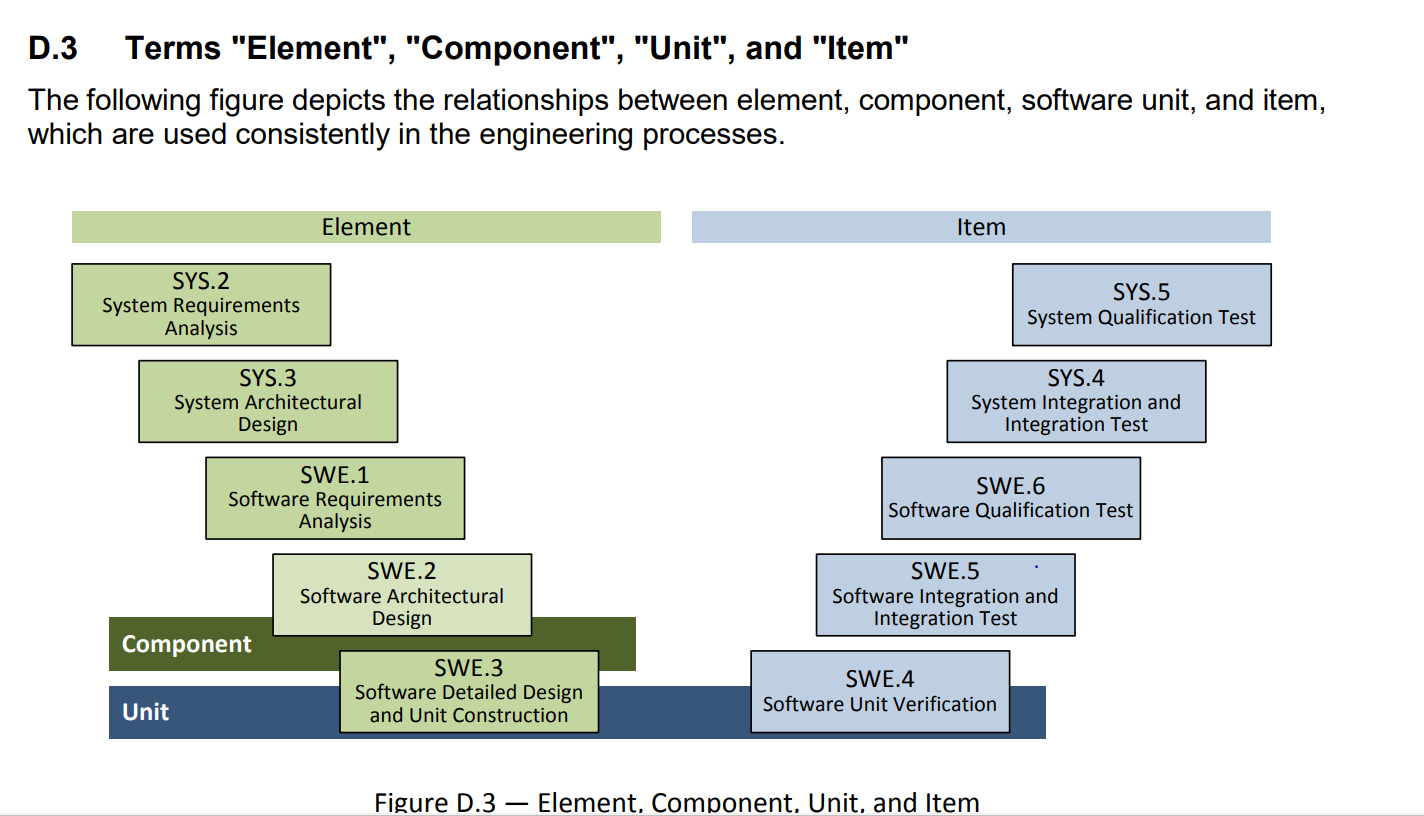 D.3 Terms "Element", "Component", "Unit", and "Item"
The following figure depicts the relationships between element, component, software unit, and item,
which are used consistently in the engineering processes.
Element
Item
SYS.2
System Requirements
Analysis
SYS.5
System Qualification Test
SYS.3
System Architectural
Design
SYS.4
System Integration and
Integration Test
SWE.1
Software Requirements
Analysis
SWE.6
Software Qualification Test
SWE.2
Software Architectural
Design
SWE.5
Software Integration and
Integration Test
Component
SWE.3
Software Detailed Design
and Unit Construction
SWE.4
Software Unit Verification
Unit
Figure D.3 — Element, Component, Unit, and Item